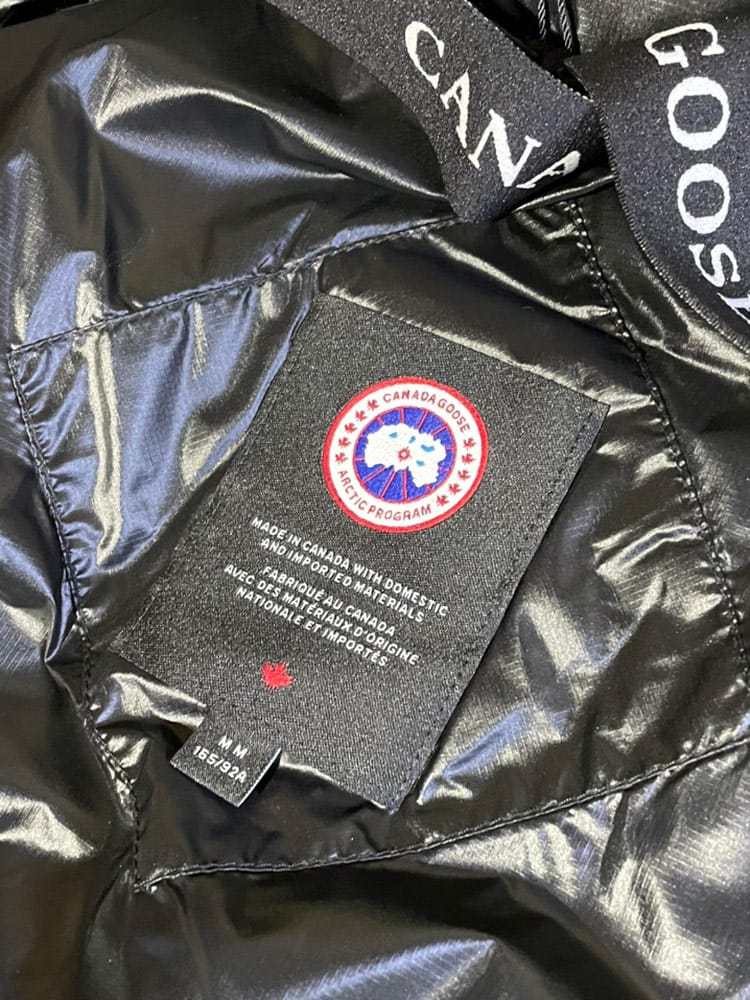 CANA
GOOSE
CANADA GOOSE
ARCTIC PROGRAM
MADE IN CANADA WITH DOMESTIC
AND IMPORTED MATERIALS
FABRIQUÉ AU CANADA
AVEC DES MATÉRIAUX D'ORIGINE
NATIONALE ET IMPORTÉS
M M
165/92A